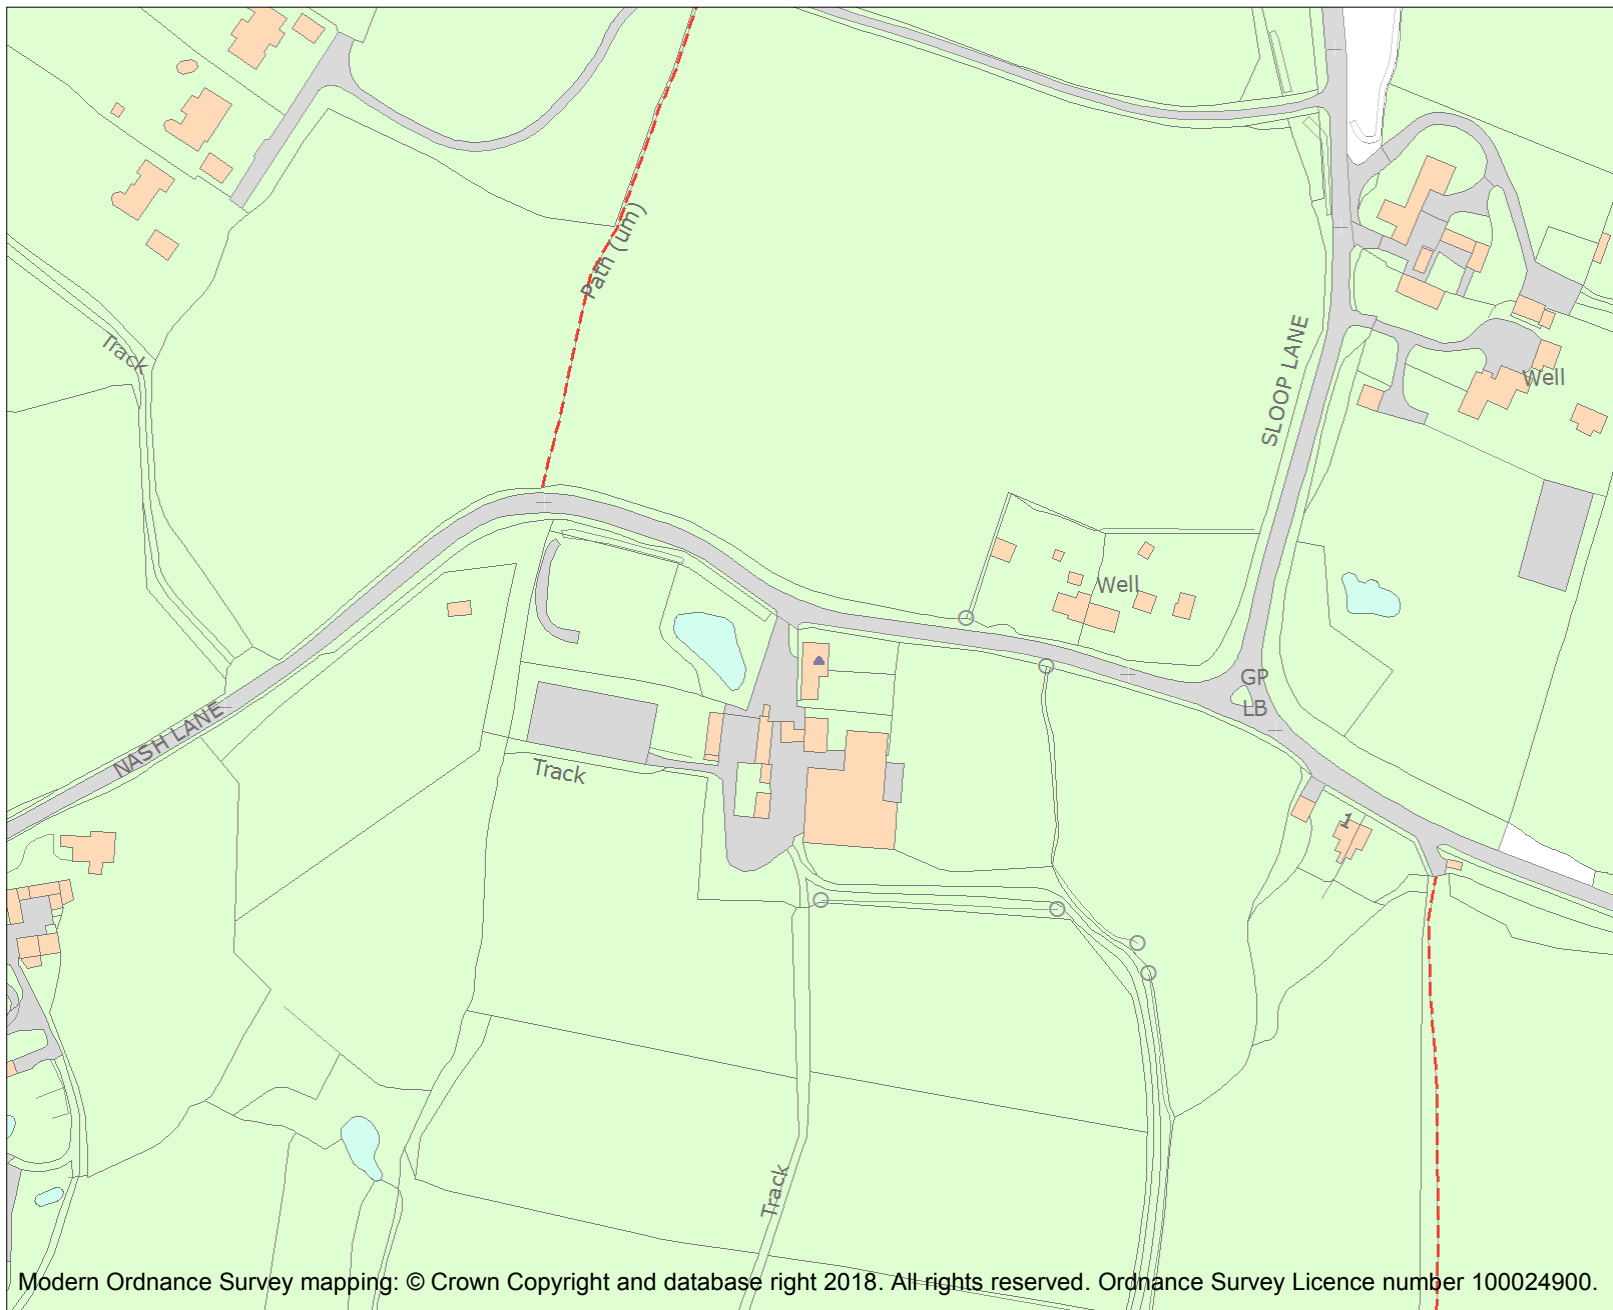 Path (um)
Track
SLOOP LANE
Well
Well
GP
LB
NASH LANE
Track
1
Track
Modern Ordnance Survey mapping: © Crown Copyright and database right 2018. All rights reserved. Ordnance Survey Licence number 100024900.